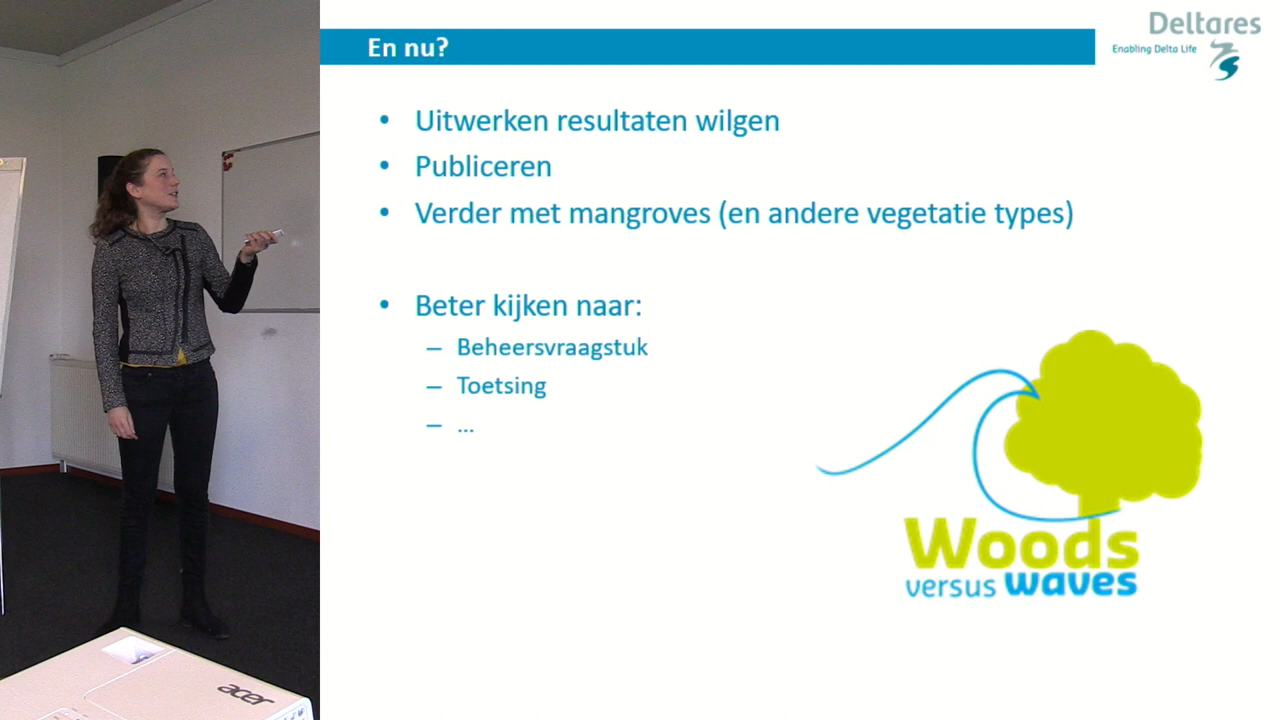 Deltares
Enabling Delta Life
En nu?
• Uitwerken resultaten wilgen
• Publiceren
• Verder met mangroves (en andere vegetatie types)
• Beter kijken naar:
– Beheersvraagstuk
– Toetsing
– ...
Woods
versus waves
acer